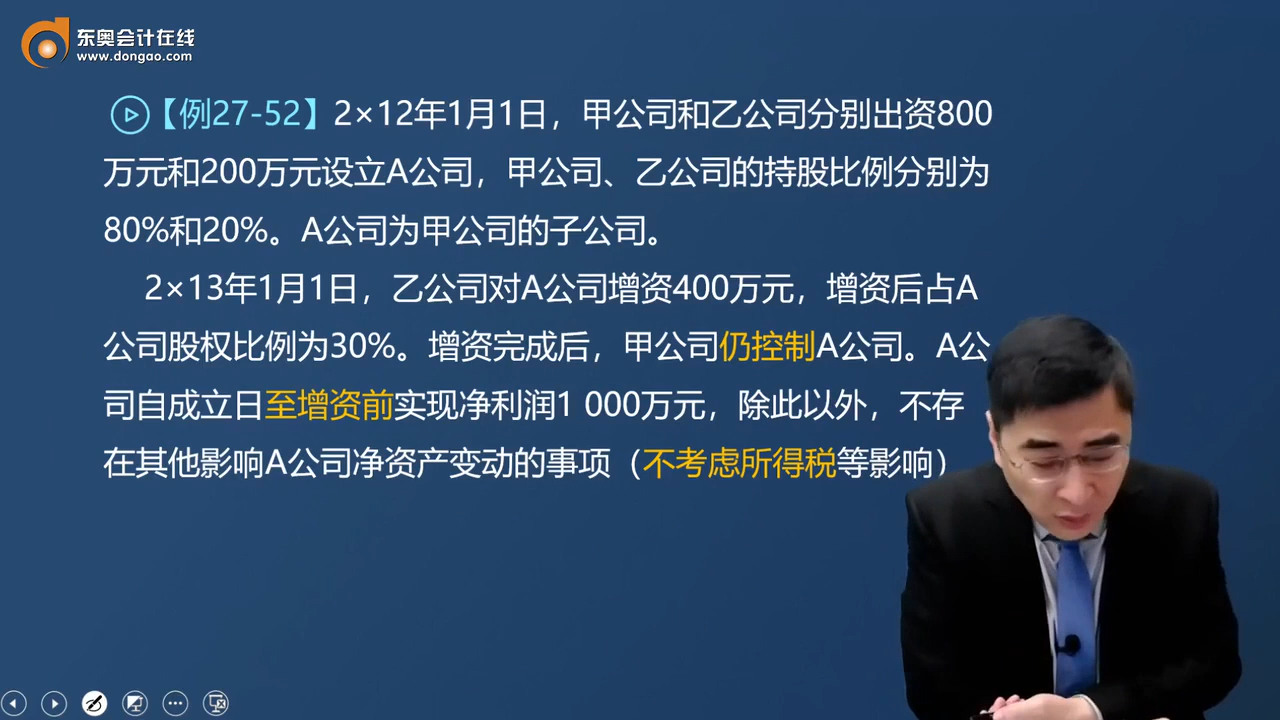 东奥会计在线
www.dongao.com
【例27-52】2×12年1月1日，甲公司和乙公司分别出资800
万元和200万元设立A公司，甲公司、乙公司的持股比例分别为
80%和20%。A公司为甲公司的子公司。
2×13年1月1日，乙公司对A公司增资400万元，增资后占A
公司股权比例为30%。增资完成后，甲公司仍控制A公司。A公
司自成立日至增资前实现净利润1 000万元，除此以外，不存
在其他影响A公司净资产变动的事项（不考虑所得税等影响）